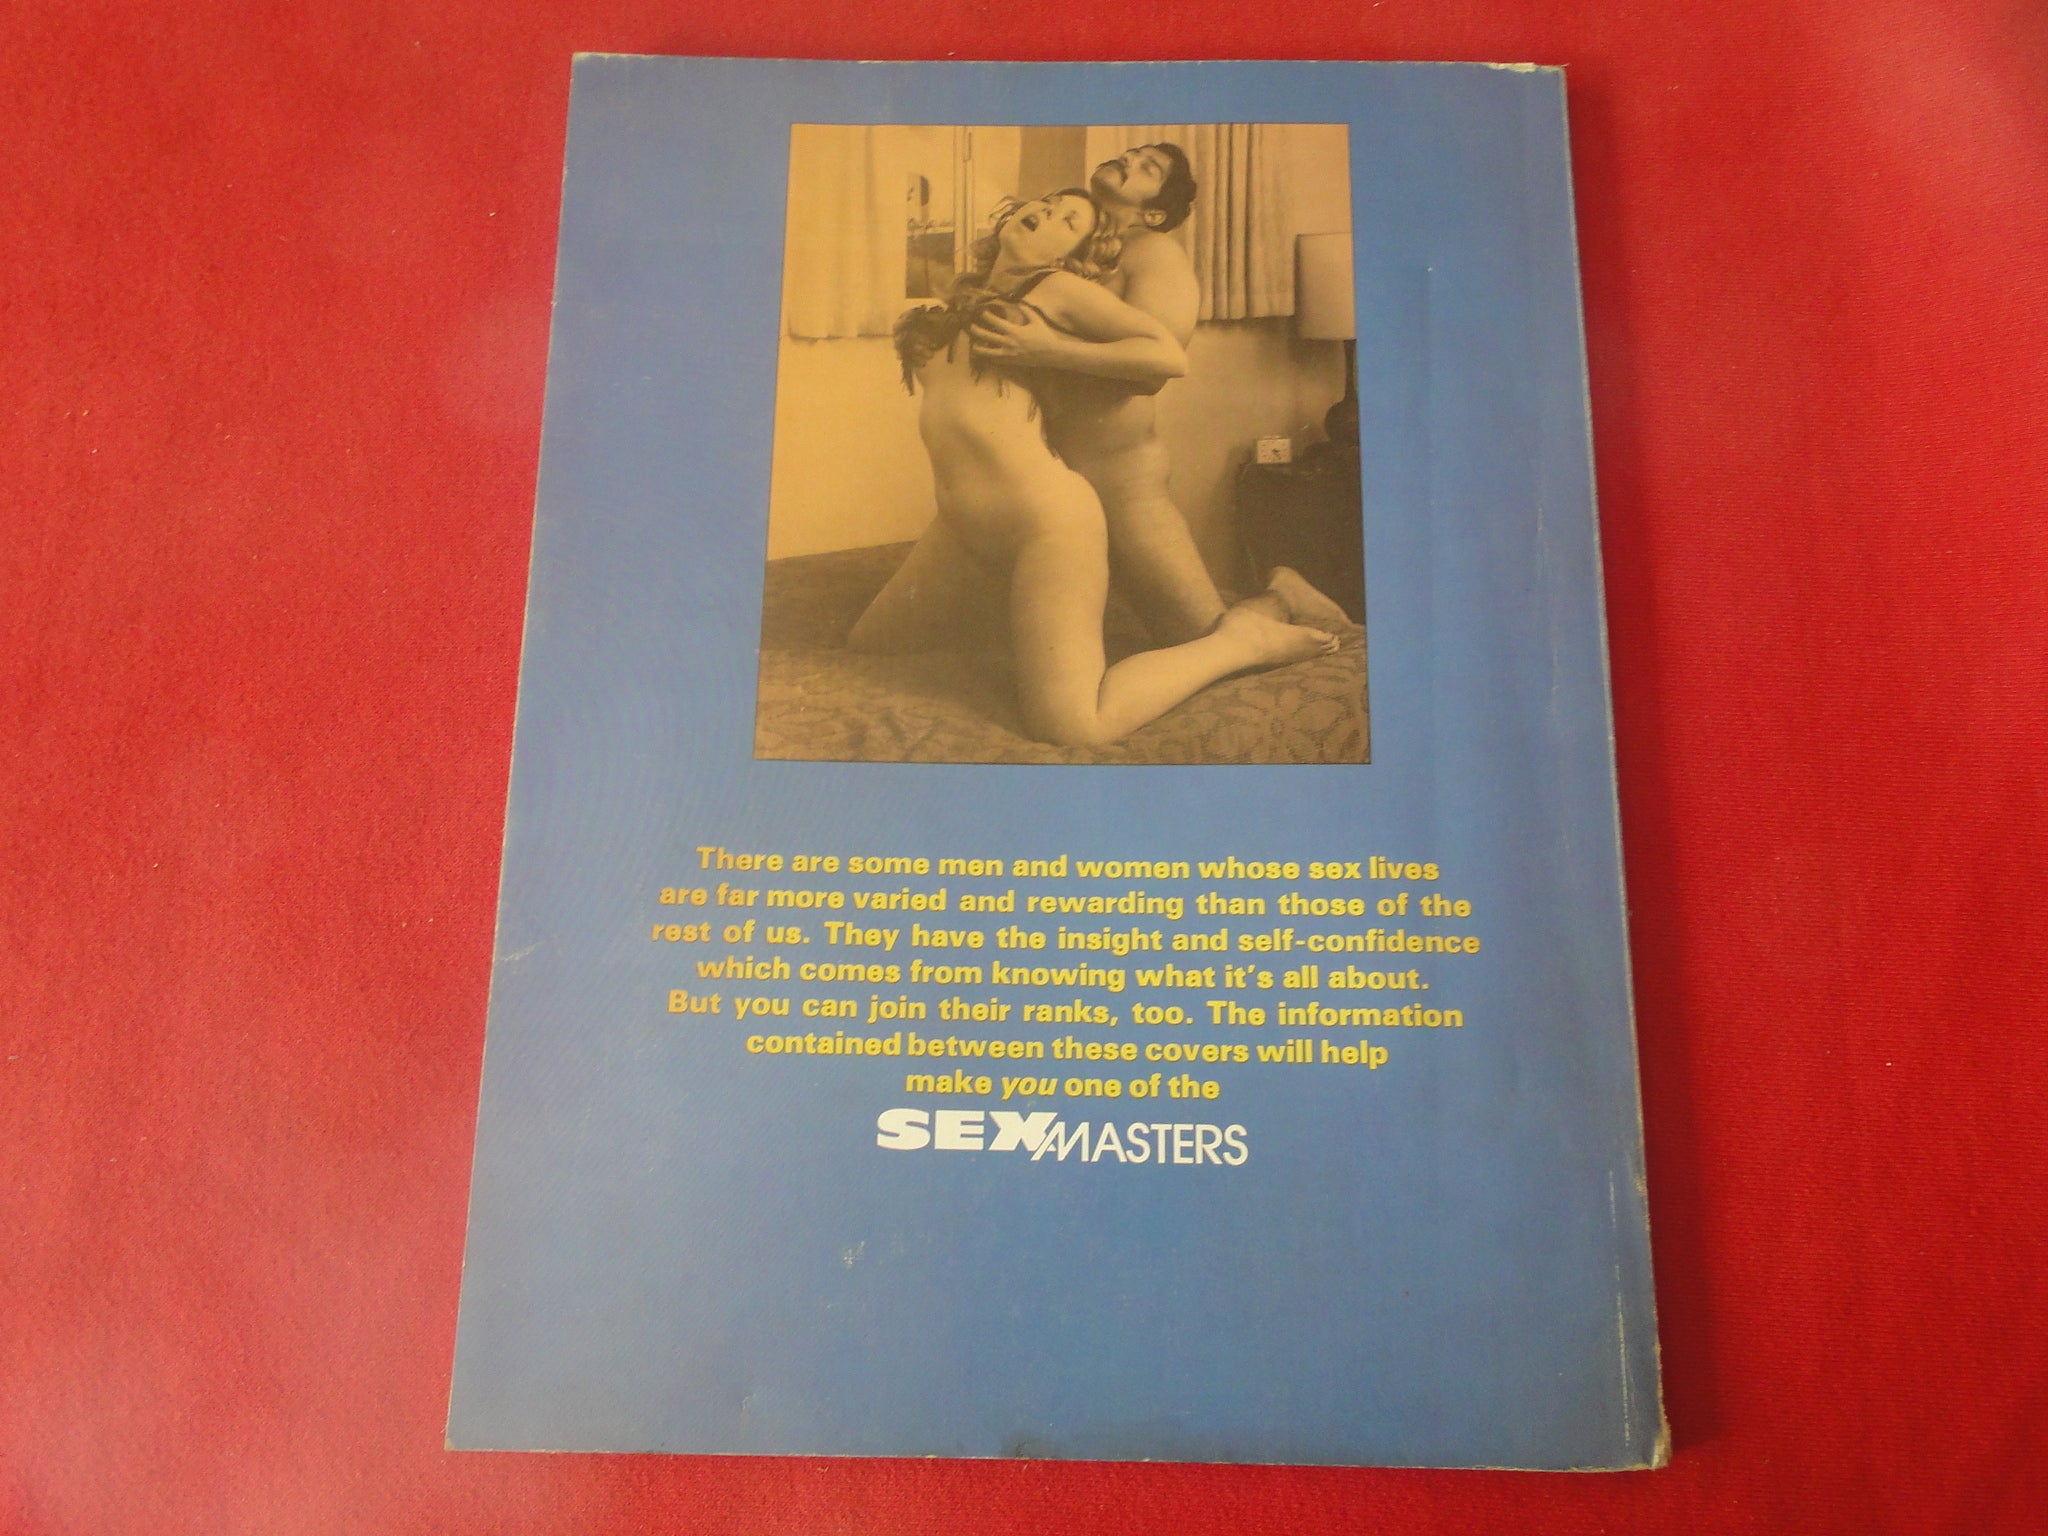 There are some men and women whose sex lives
are far more varied and rewarding than those of the
rest of us. They have the insight and self-confidence
which comes from knowing what it's all about.
But you can join their ranks, too. The information
contained between these covers will help
make you one of the
SEX MASTERS